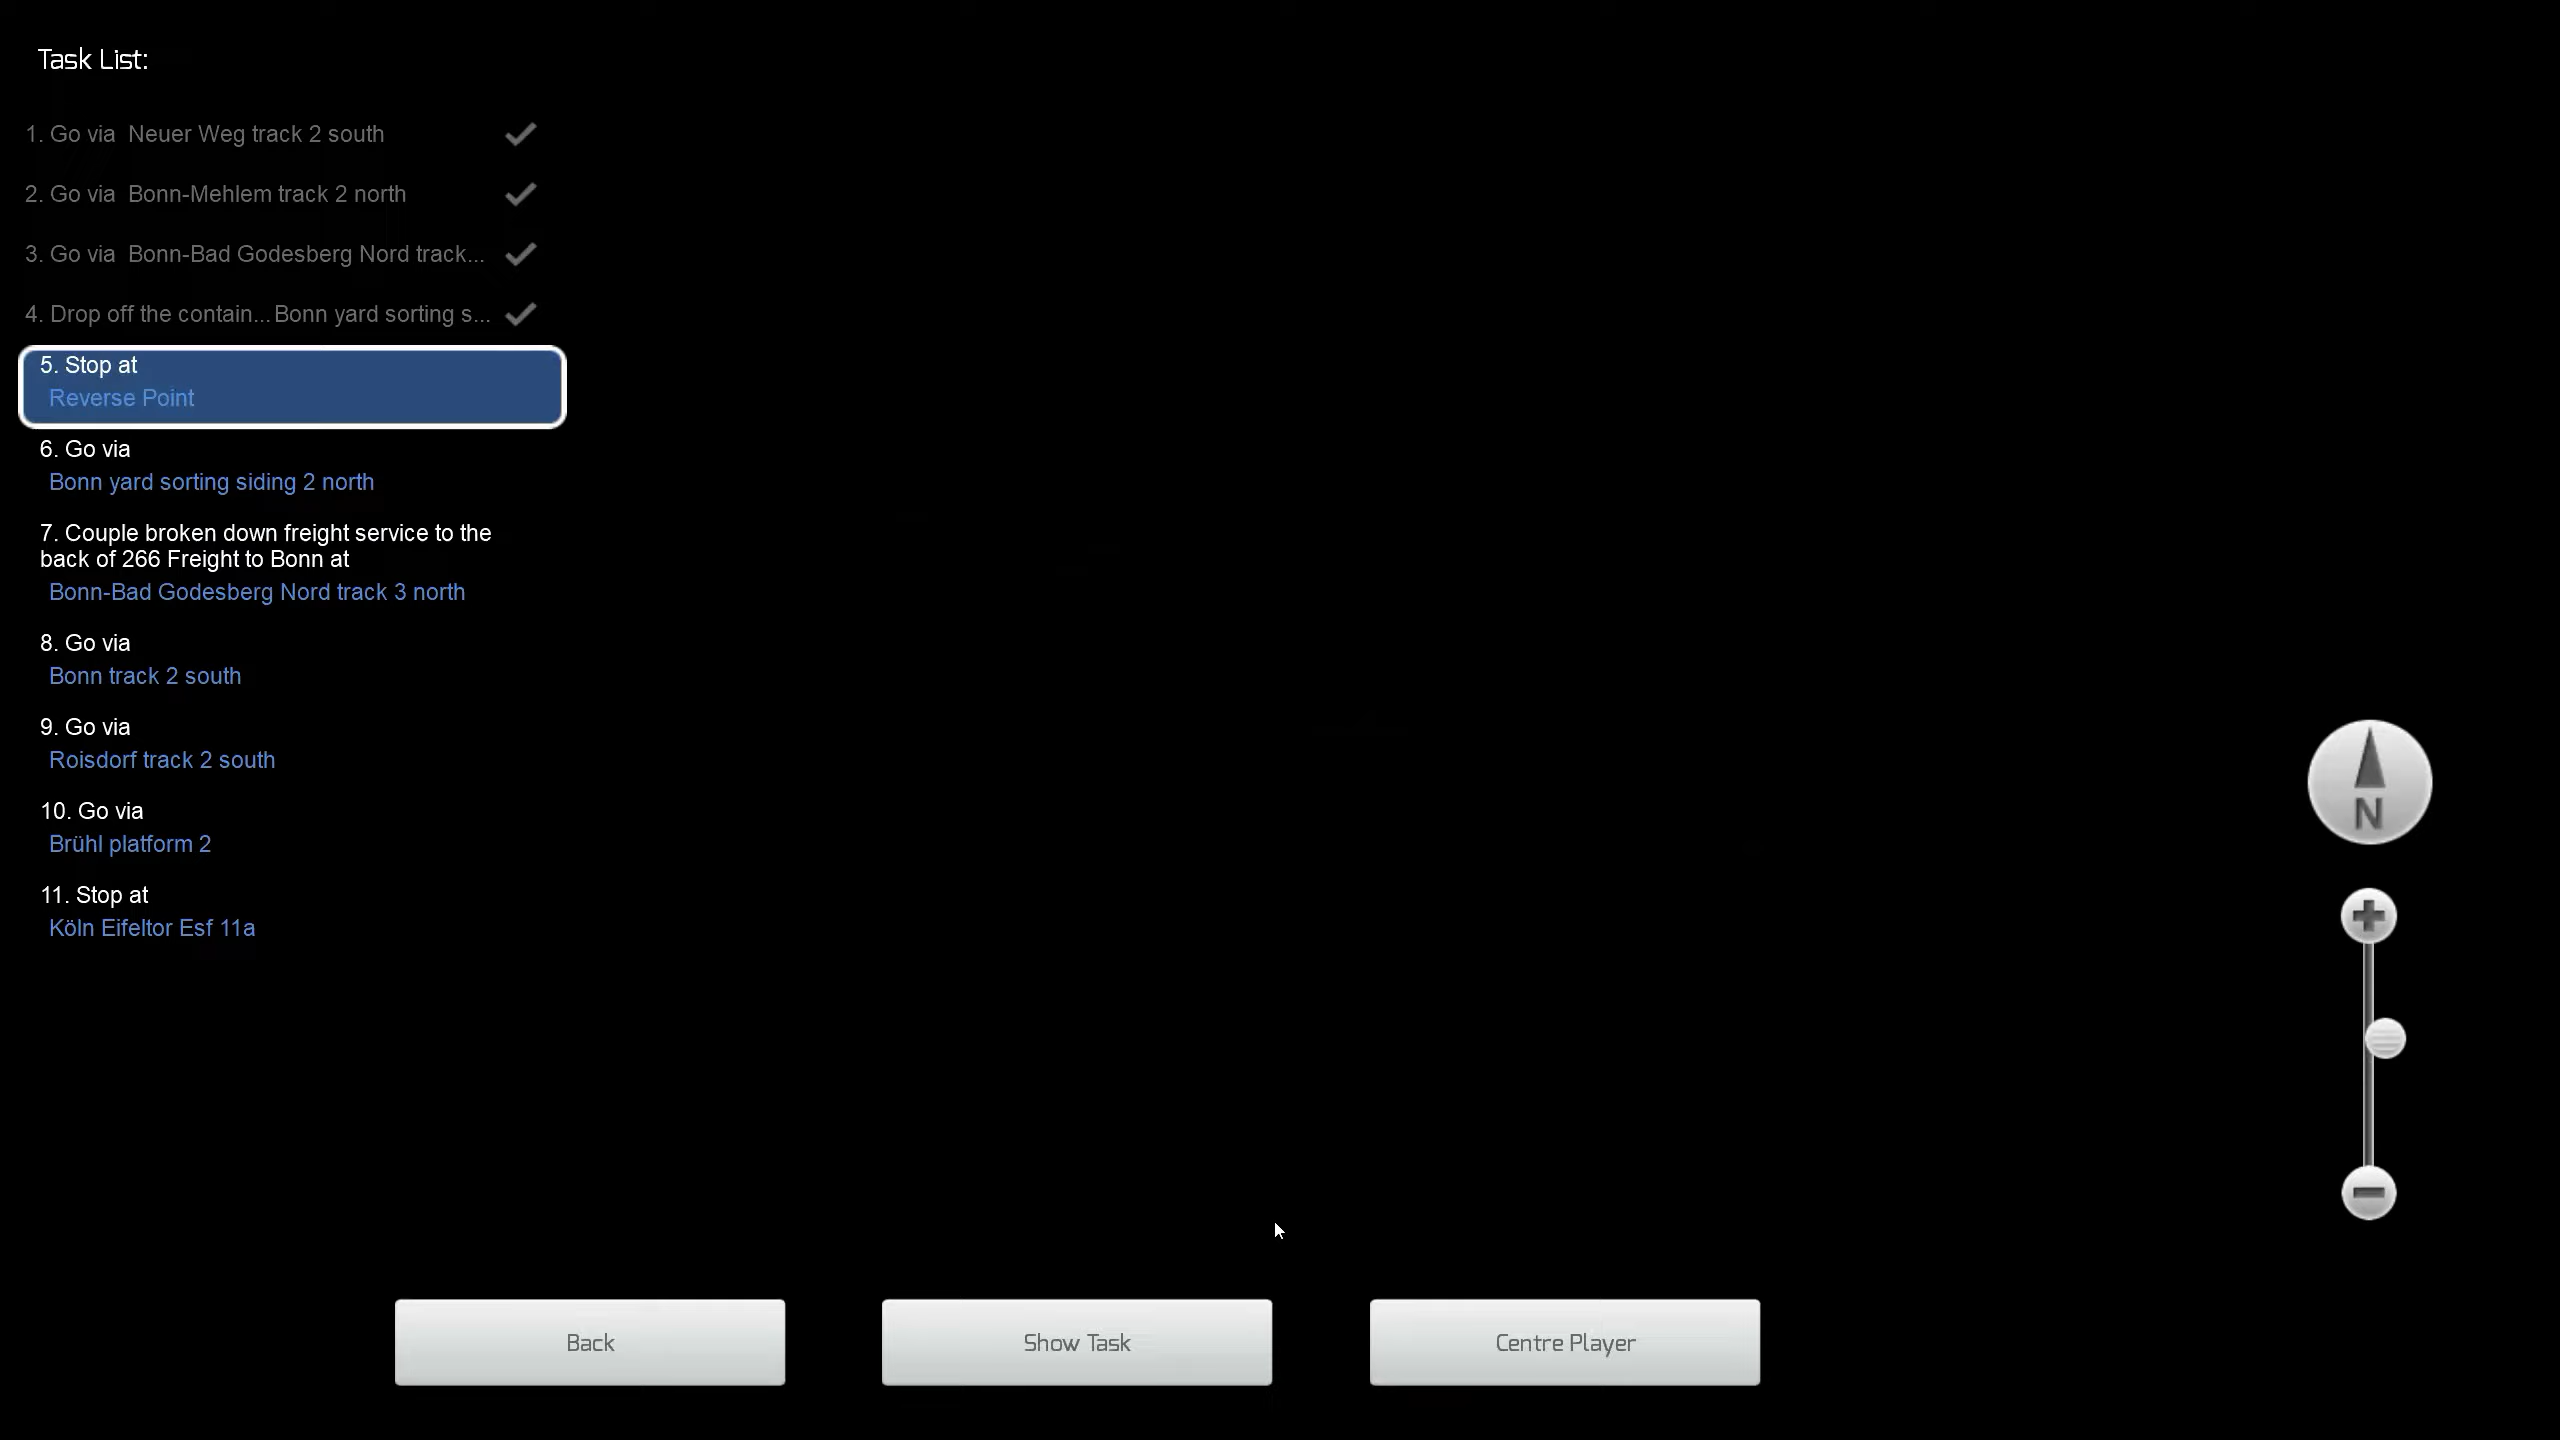 Task List:
1. Go via  Neuer Weg track 2 south
2. Go via  Bonn-Mehlem track 2 north
3. Go via  Bonn-Bad Godesberg Nord track...
4. Drop off the contain... Bonn yard sorting s...
5. Stop at
Reverse Point
6. Go via
Bonn yard sorting siding 2 north
7. Couple broken down freight service to the
back of 266 Freight to Bonn at
Bonn-Bad Godesberg Nord track 3 north
8. Go via
Bonn track 2 south
9. Go via
Roisdorf track 2 south
10. Go via
Brühl platform 2
11. Stop at
Köln Eifeltor Esf 11a
N
Back
Show Task
Centre Player